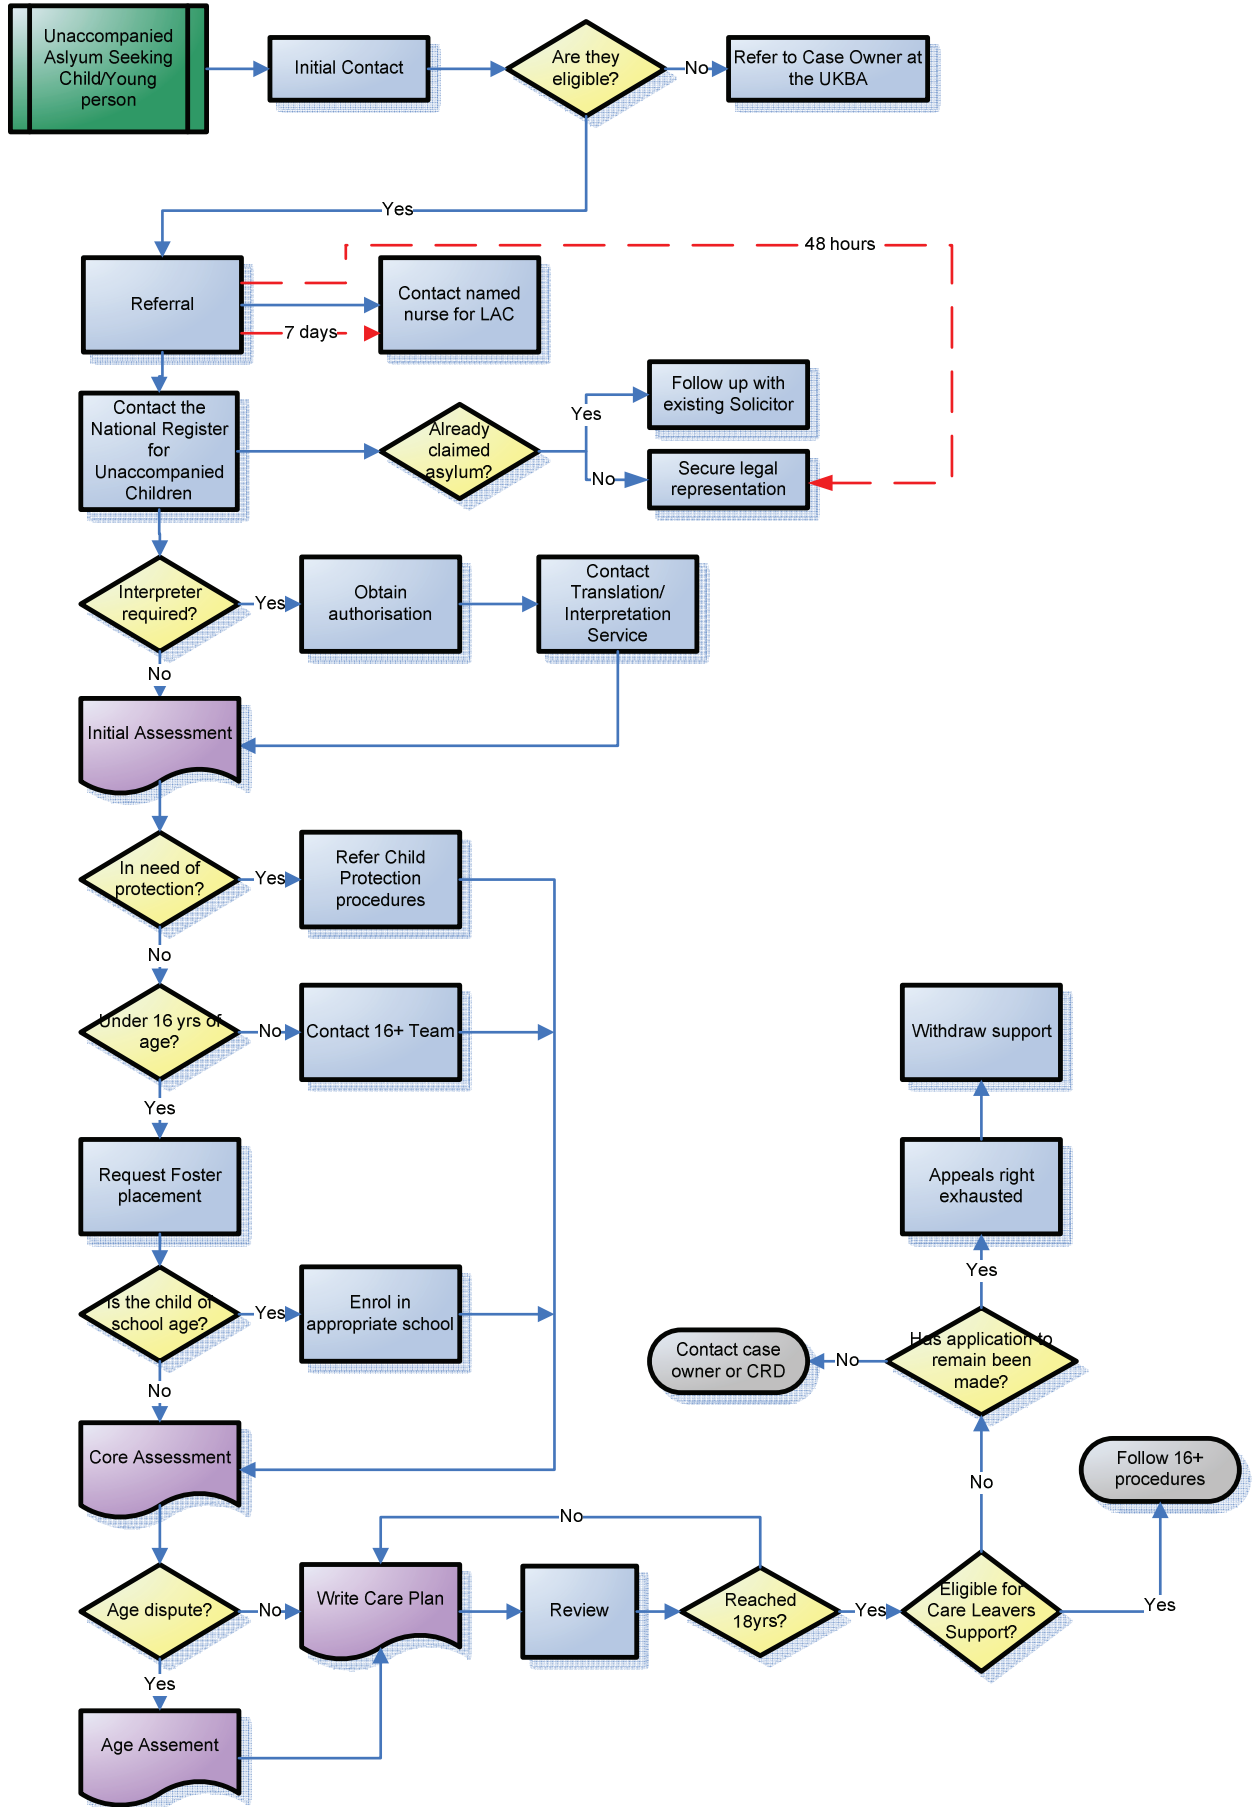 Unaccompanied
Aslyum Seeking
Child/Young
person
Initial Contact
Are they
eligible?
No
Refer to Case Owner at
the UKBA
Yes
48 hours
Referral
Contact named
nurse for LAC
7 days
Contact the
National Register
for
Unaccompanied
Children
Already
claimed
asylum?
Yes
Follow up with
existing Solicitor
No
Secure legal
representation
Interpreter
required?
Yes
Obtain
authorisation
Contact
Translation/
Interpretation
Service
No
Initial Assessment
In need of
protection?
Yes
Refer Child
Protection
procedures
No
Under 16 yrs of
age?
No
Contact 16+ Team
Withdraw support
Yes
Request Foster
placement
Appeals right
exhausted
Yes
Is the child of
school age?
Yes
Enrol in
appropriate school
Has application to
remain been
made?
No
Contact case
owner or CRD
No
Core Assessment
No
Follow 16+
procedures
No
Age dispute?
No
Write Care Plan
Review
Reached
18yrs?
Yes
Eligible for
Care Leavers
Support?
Yes
Yes
Age Assement